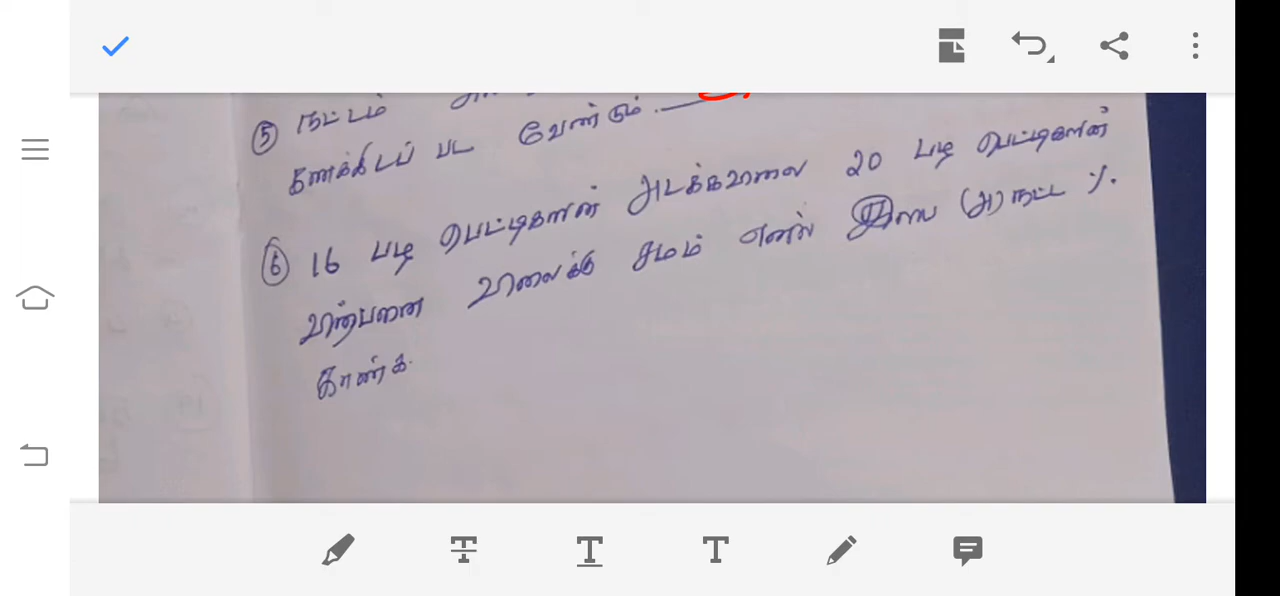 ⑤ நட்டம்
கணக்கிடப் பட வேண்டும்.
⑥ 16 படி பெட்டிகளின் அடக்கவிலை 20 படி பெட்டிகளின்
விற்பனை விலைக்கு சமம் எனில் இலாப (அ) நட்ட %
காண்க.